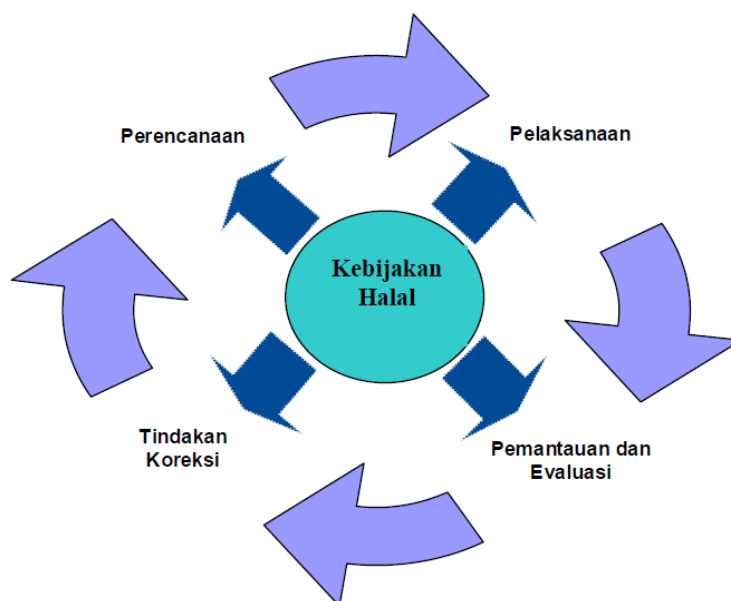 Perencanaan
Pelaksanaan
Kebijakan
Halal
Tindakan
Koreksi
Pemantauan dan
Evaluasi